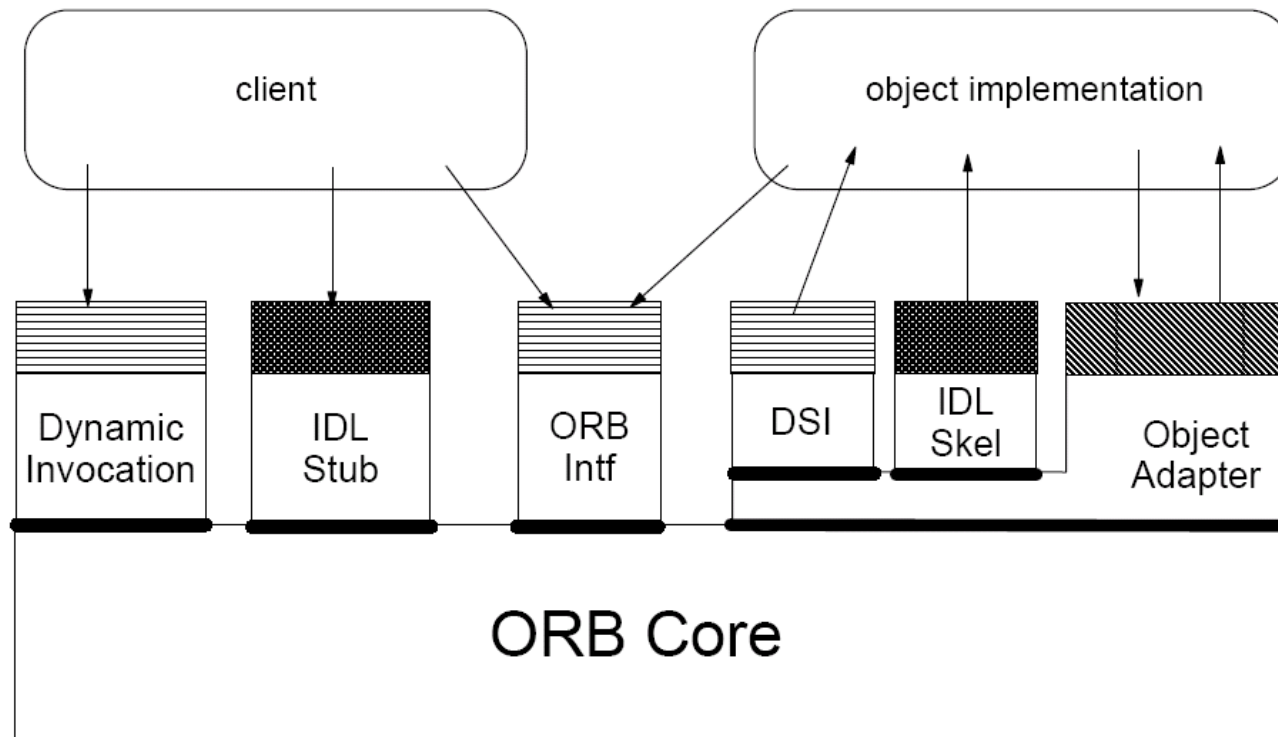 client
object implementation
Dynamic
Invocation
IDL
Stub
ORB
Intf
DSI
IDL
Skel
Object
Adapter
ORB Core